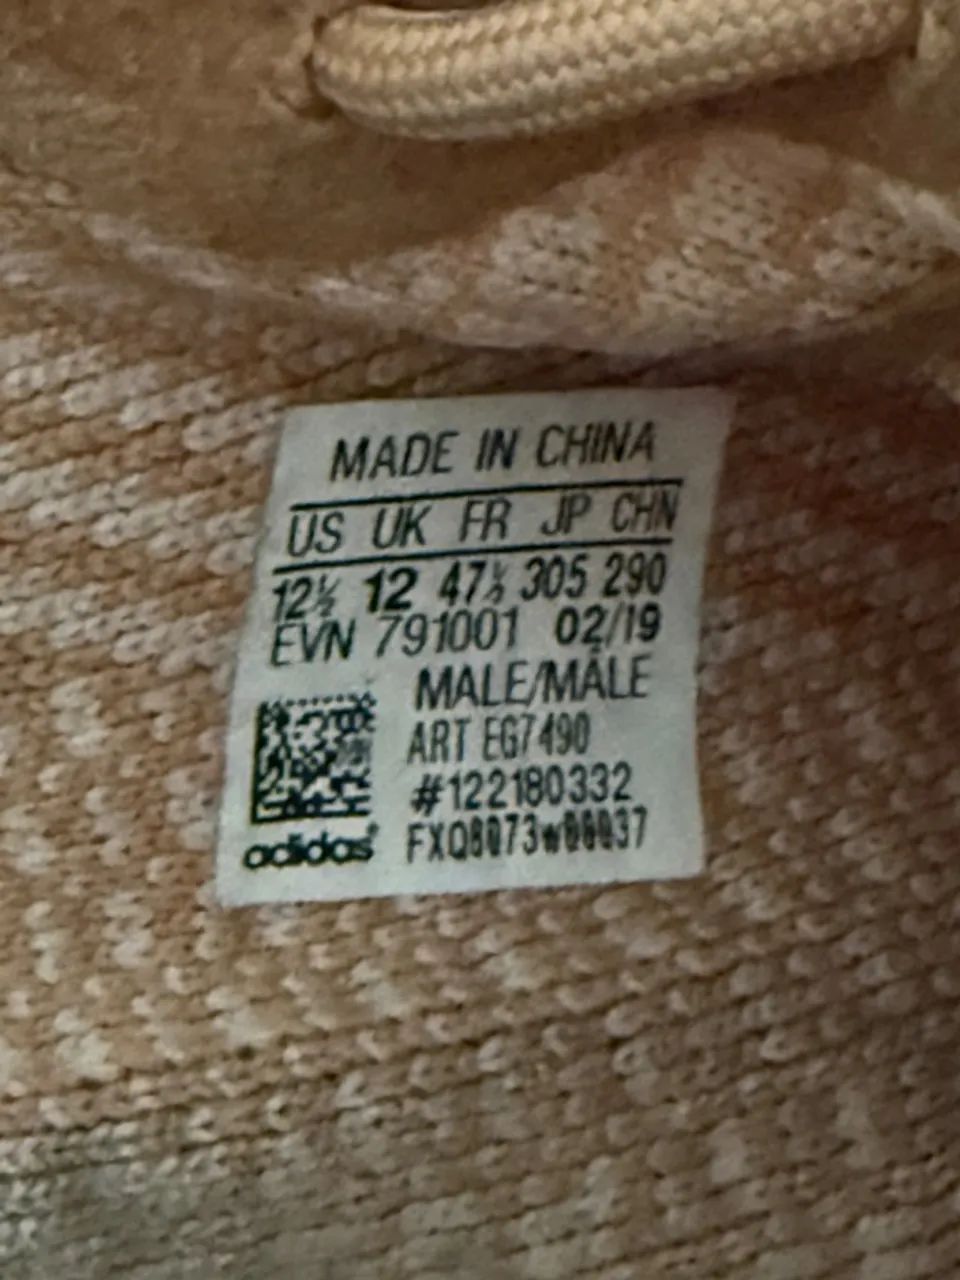 MADE IN CHINA
US UK FR JP CHN
12½ 12 47⅓ 305 290
EVN 791001 02/19
MALE/MÂLE
ART EG7490
#122180332
adidas FXQ8073w00037